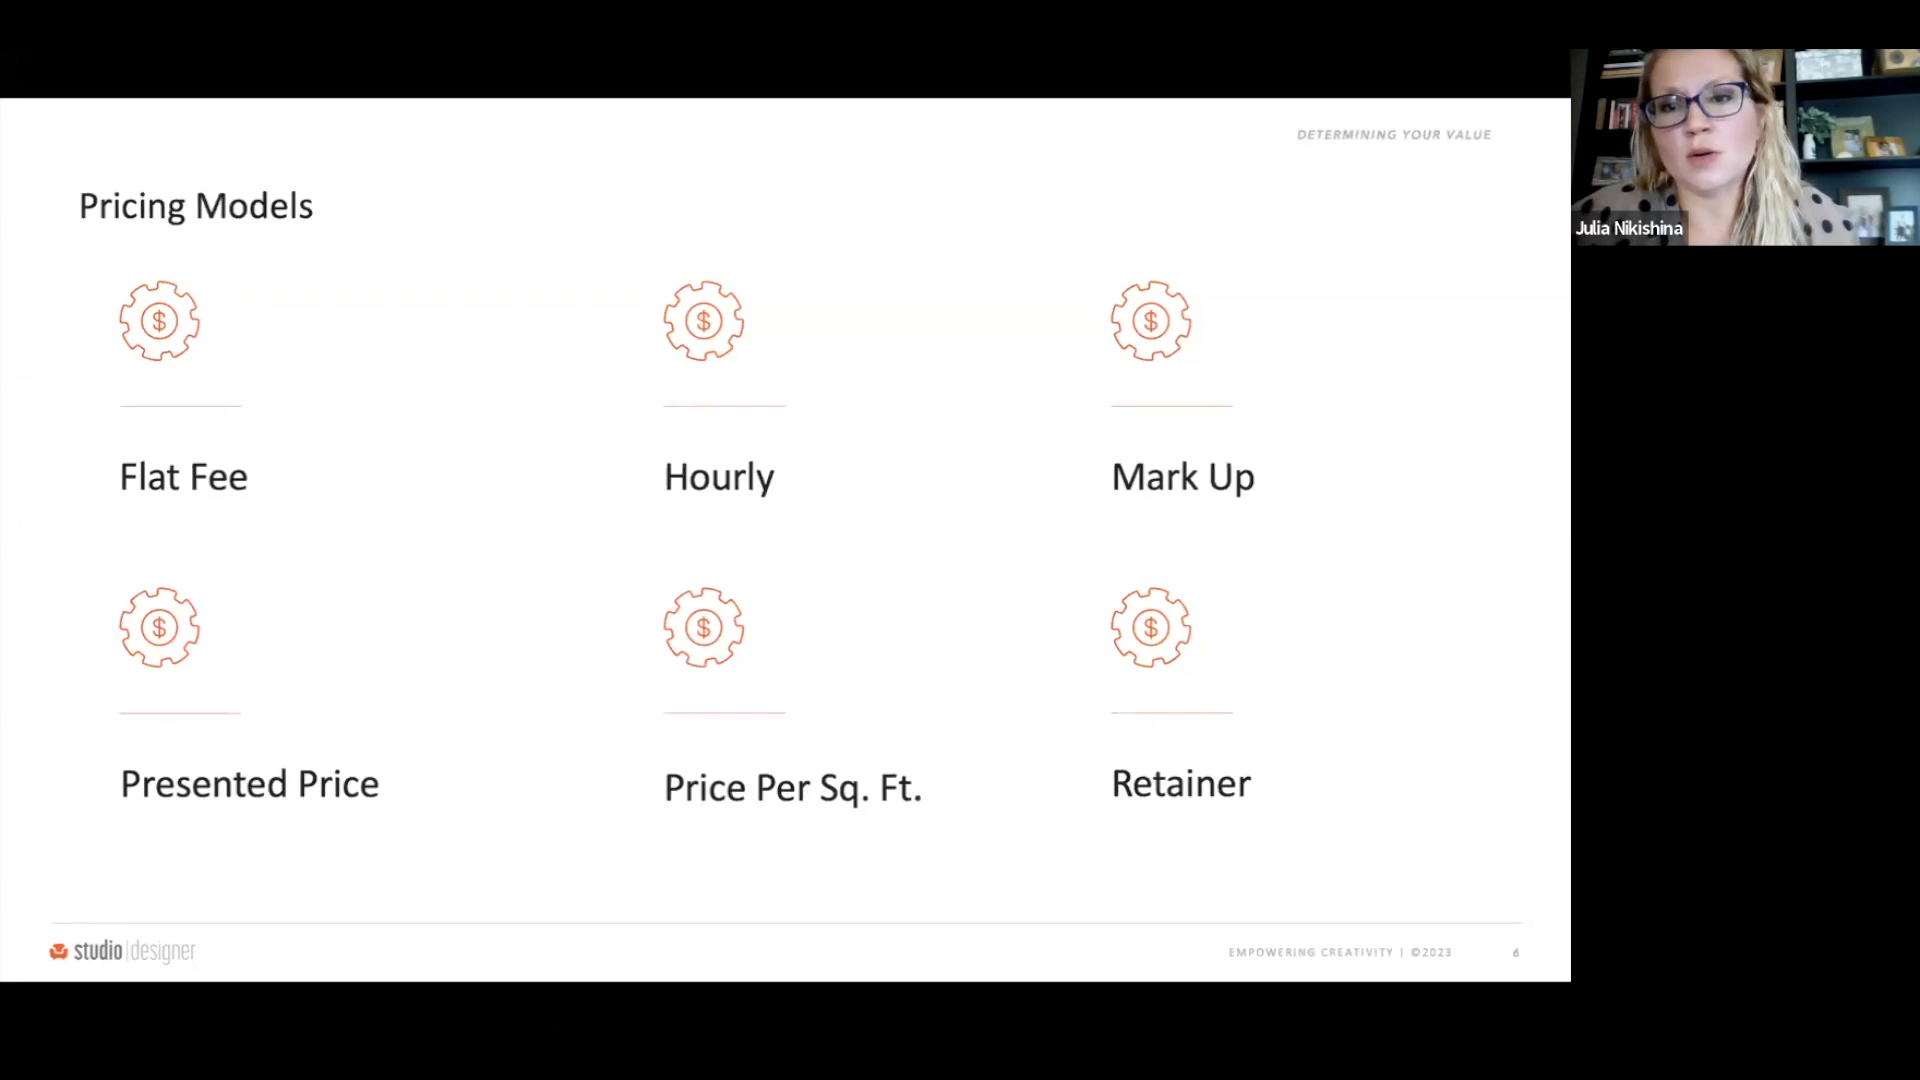 DETERMINING YOUR VALUE
Julia Nikishina
Pricing Models
$ $ $
Flat Fee
Hourly
Mark Up
$ $ $
Presented Price
Price Per Sq. Ft.
Retainer
studio|designer
EMPOWERING CREATIVITY | ©2023
6